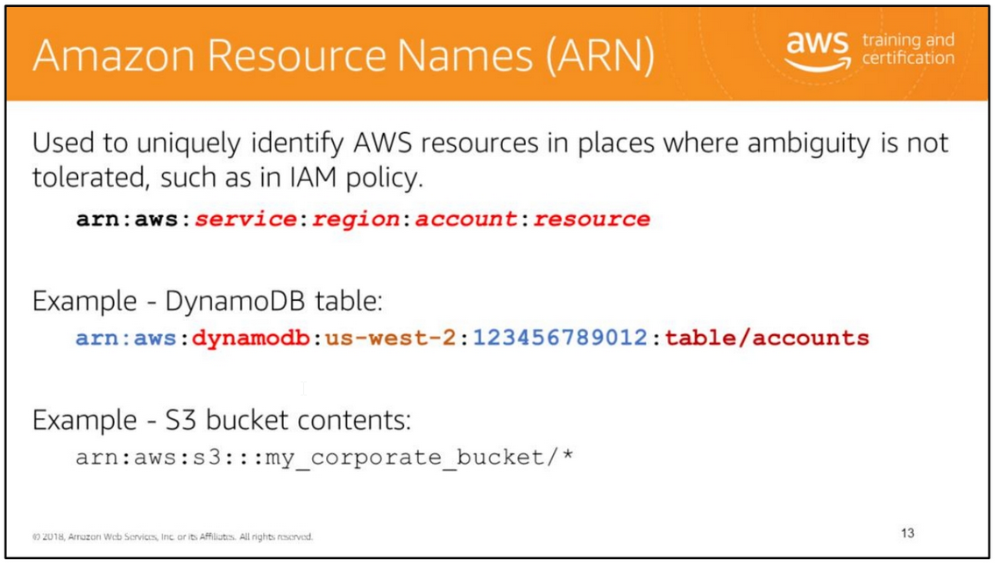 Amazon Resource Names (ARN)
aws training and
certification
Used to uniquely identify AWS resources in places where ambiguity is not
tolerated, such as in IAM policy.
arn:aws:service:region:account:resource
Example - DynamoDB table:
arn:aws:dynamodb:us-west-2:123456789012:table/accounts
Example - S3 bucket contents:
arn:aws:s3:::my_corporate_bucket/*
© 2018, Amazon Web Services, Inc. or its Affiliates. All rights reserved.
13